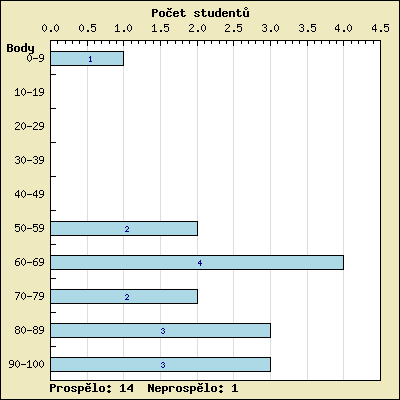 Počet studentů
0.0 0.5 1.0 1.5 2.0 2.5 3.0 3.5 4.0 4.5
Body
0-9 1
10-19
20-29
30-39
40-49
50-59 2
60-69 4
70-79 2
80-89 3
90-100 3
Prospělo: 14 Neprospělo: 1